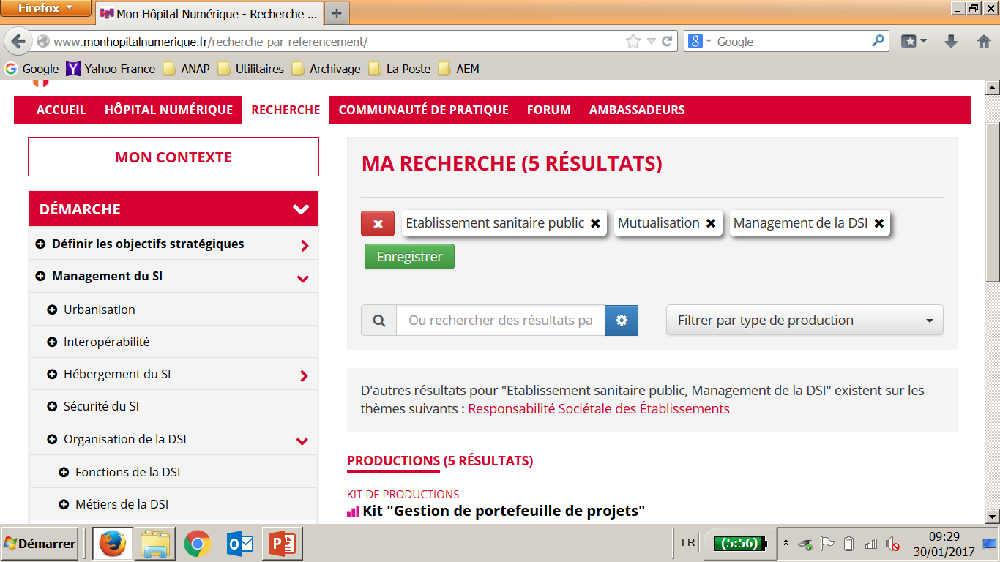 Firefox
Mon Hôpital Numérique - Recherche ...
www.monhopitalnumerique.fr/recherche-par-referencement/
Google
Google
Yahoo France
ANAP
Utilitaires
Archivage
La Poste
AEM
ACCUEIL
HÔPITAL NUMÉRIQUE
RECHERCHE
COMMUNAUTÉ DE PRATIQUE
FORUM
AMBASSADEURS
MON CONTEXTE
DÉMARCHE
Définir les objectifs stratégiques
Management du SI
Urbanisation
Interopérabilité
Hébergement du SI
Sécurité du SI
Organisation de la DSI
Fonctions de la DSI
Métiers de la DSI
MA RECHERCHE (5 RÉSULTATS)
Etablissement sanitaire public
Mutualisation
Management de la DSI
Enregistrer
Ou rechercher des résultats pa
Filtrer par type de production
D'autres résultats pour "Etablissement sanitaire public, Management de la DSI" existent sur les
thèmes suivants : Responsabilité Sociétale des Établissements
PRODUCTIONS (5 RÉSULTATS)
KIT DE PRODUCTIONS
Kit "Gestion de portefeuille de projets"
Démarrer
FR
(5:56)
09:29
30/01/2017